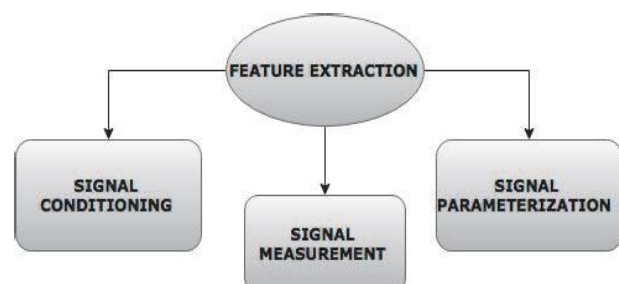 FEATURE EXTRACTION
SIGNAL
CONDITIONING
SIGNAL
MEASUREMENT
SIGNAL
PARAMETERIZATION